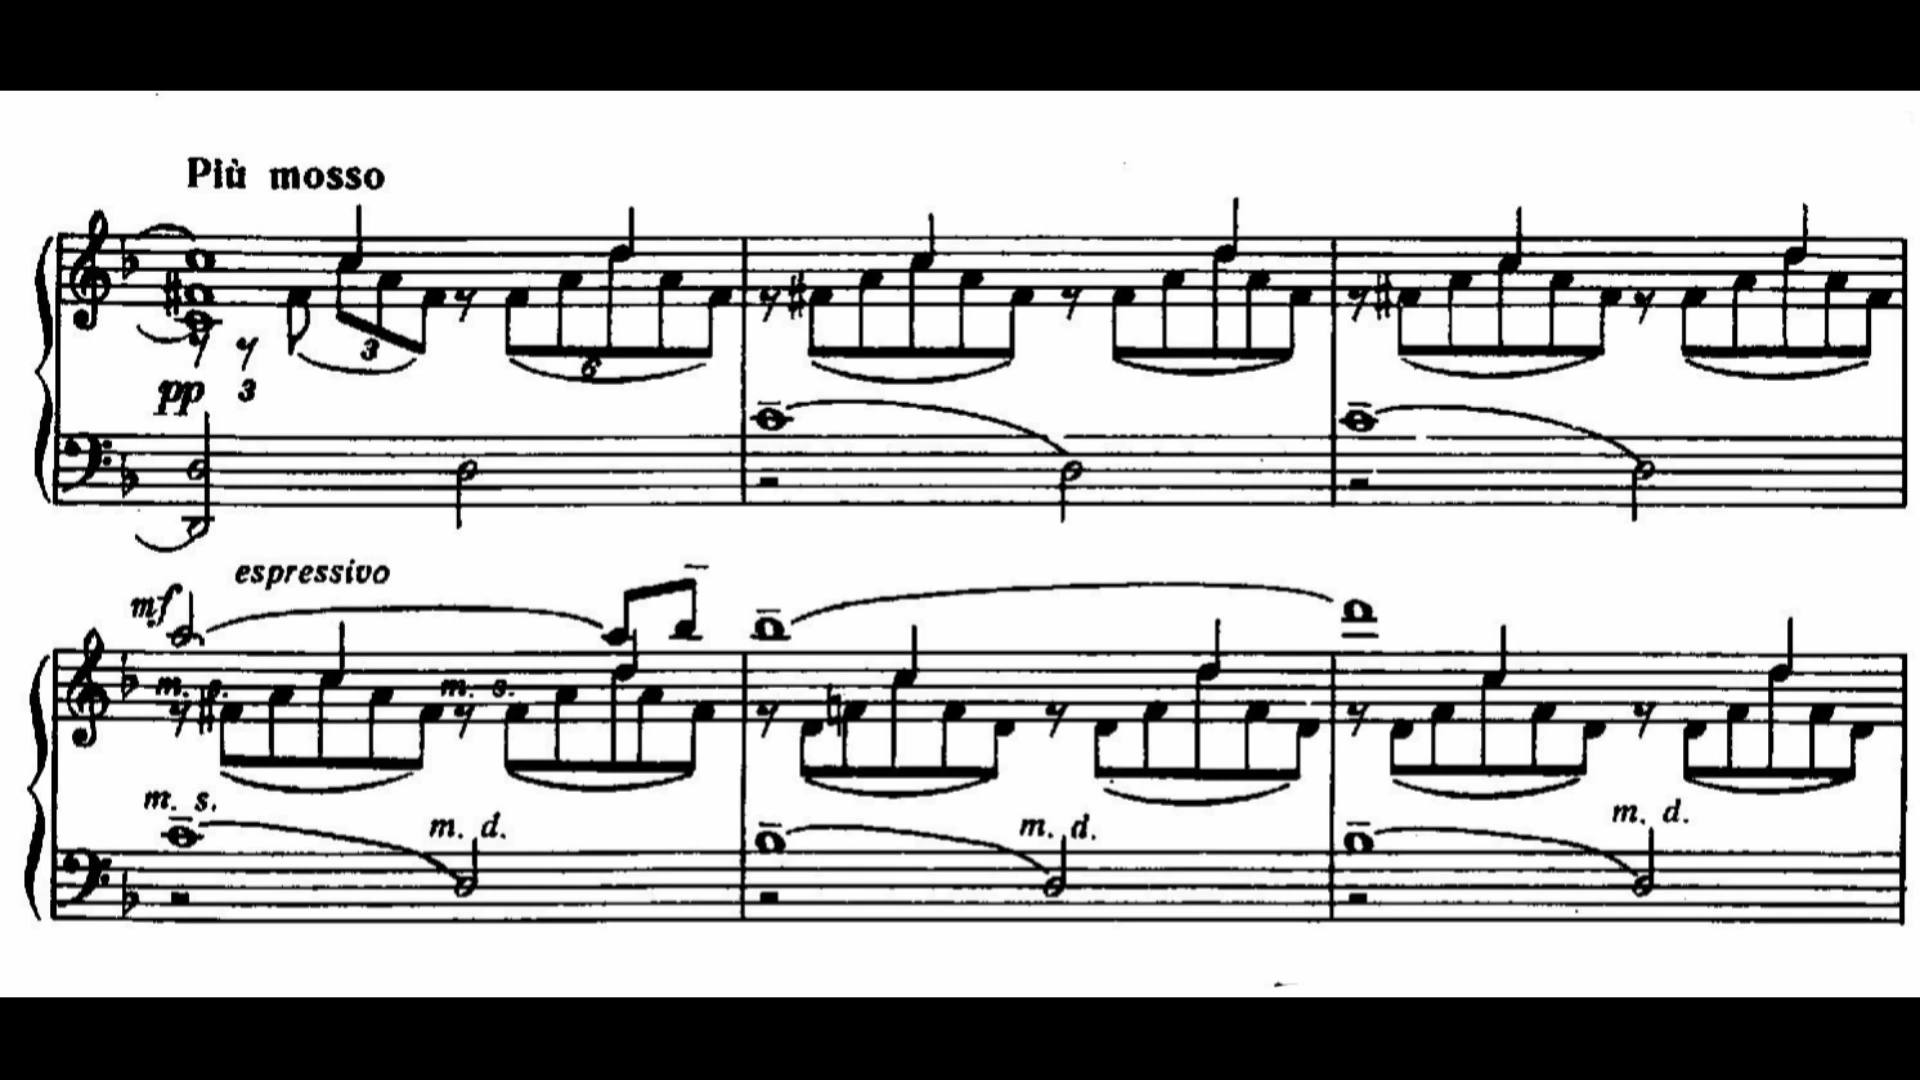 Più mosso
3
6
pp 3
espressivo
mf
m. s. m. s.
m. s. m. d. m. d. m. d.